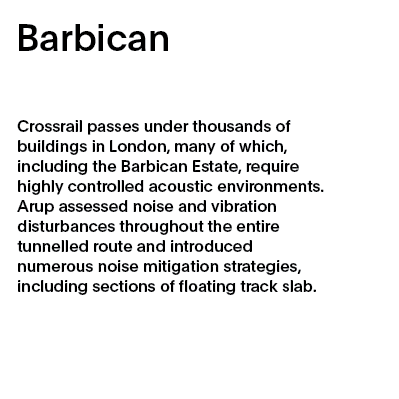 Barbican
Crossrail passes under thousands of
buildings in London, many of which,
including the Barbican Estate, require
highly controlled acoustic environments.
Arup assessed noise and vibration
disturbances throughout the entire
tunnelled route and introduced
numerous noise mitigation strategies,
including sections of floating track slab.